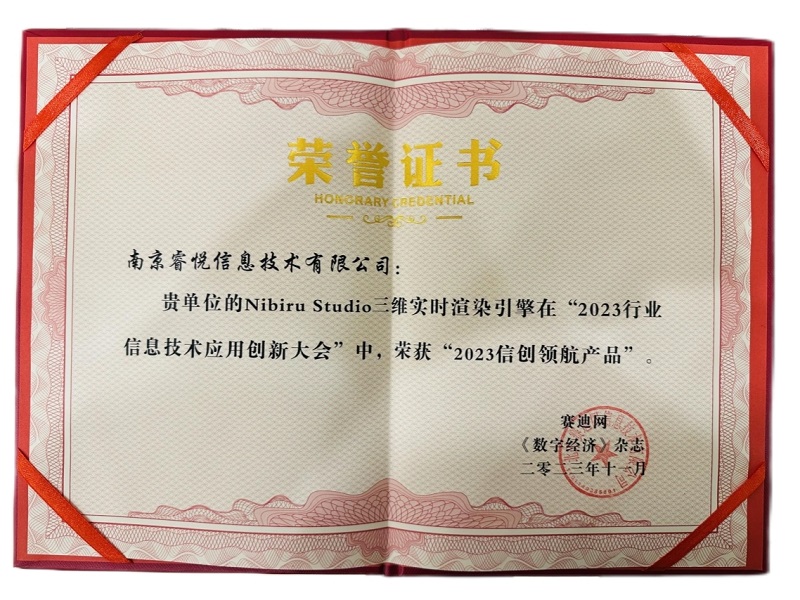 荣誉证书
HONORARY CREDENTIAL
南京睿悦信息技术有限公司：
贵单位的Nibiru Studio三维实时渲染引擎在“2023行业
信息技术应用创新大会”中，荣获“2023信创领航产品”。
赛迪网
《数字经济》杂志
二零二三年十一月